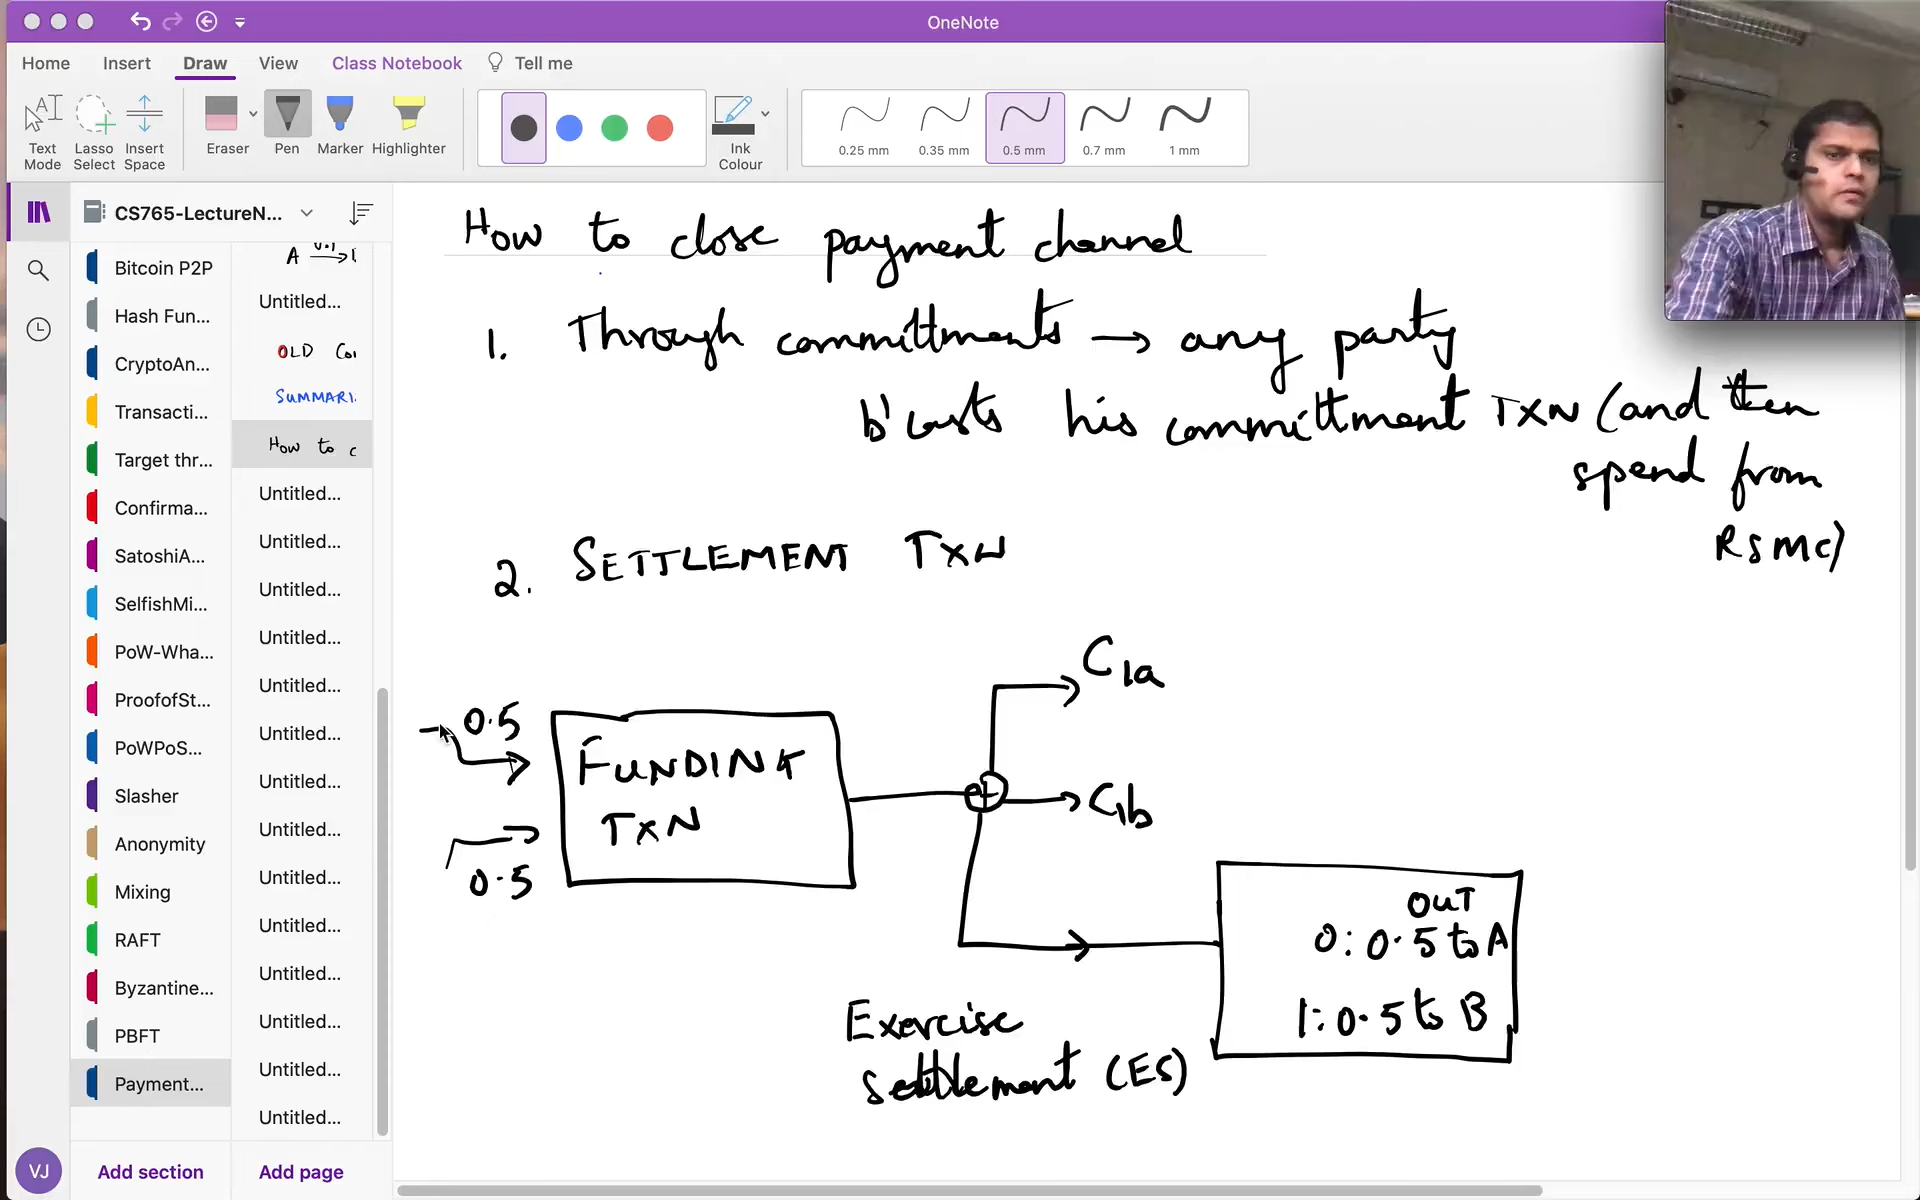 OneNote
Home Insert Draw View Class Notebook Tell me
Text Mode
Lasso Select
Insert Space
Eraser
Pen
Marker
Highlighter
Ink Colour
0.25 mm
0.35 mm
0.5 mm
0.7 mm
1 mm
CS765-LectureN...
Bitcoin P2P
Hash Fun...
CryptoAn...
Transacti...
Target thr...
Confirma...
SatoshiA...
SelfishMi...
PoW-Wha...
ProofofSt...
PoWPoS...
Slasher
Anonymity
Mixing
RAFT
Byzantine...
PBFT
Payment...
VJ
Add section
A →
Untitled...
OLD Co
SUMMARI
How to c
Untitled...
Untitled...
Untitled...
Untitled...
Untitled...
Untitled...
Untitled...
Untitled...
Untitled...
Untitled...
Untitled...
Untitled...
Untitled...
Untitled...
Add page
How to close payment channel
1. Through committments → any party
b'casts his committment TXN (and then
spend from
RSMC)
2. SETTLEMENT TXN
C1a
0.5
FUNDING
TXN
+
C1b
0.5
OUT
0: 0.5 to A
1: 0.5 to B
Exercise
settlement (ES)